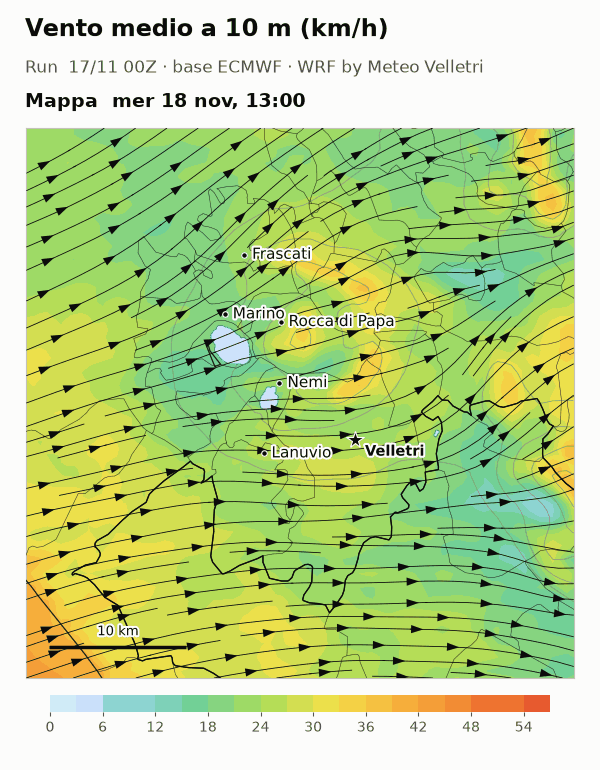 Vento medio a 10 m (km/h)
Run 17/11 00Z · base ECMWF · WRF by Meteo Velletri
Mappa mer 18 nov, 13:00
Frascati
Marino
Rocca di Papa
Nemi
Velletri
Lanuvio
10 km
0 6 12 18 24 30 36 42 48 54